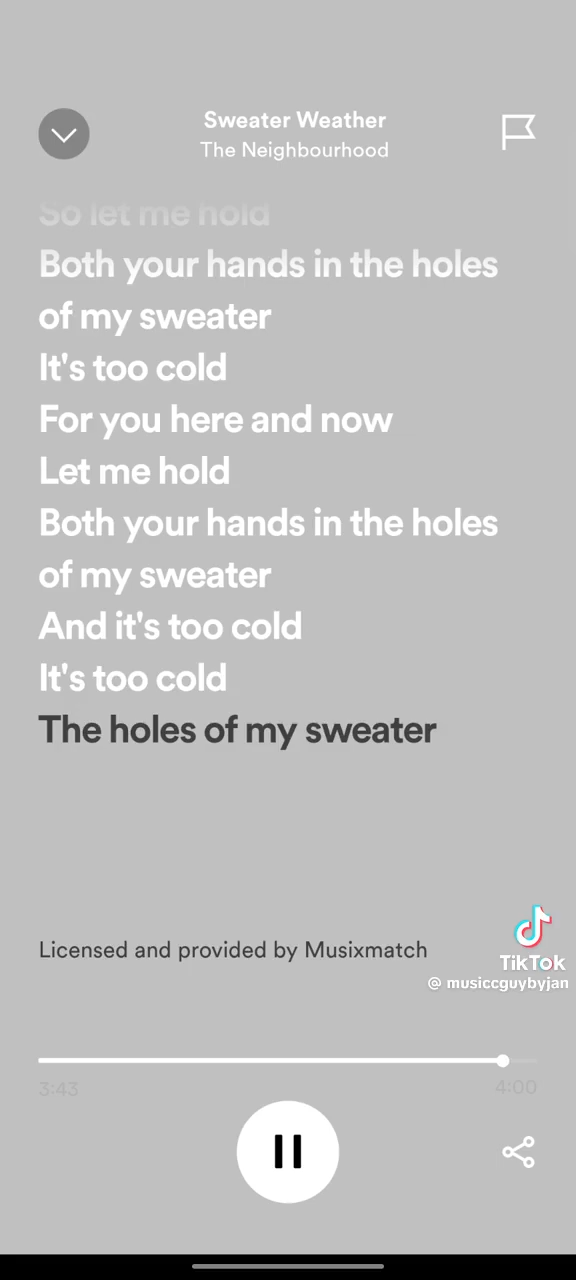 Sweater Weather
The Neighbourhood
So let me hold
Both your hands in the holes
of my sweater
It's too cold
For you here and now
Let me hold
Both your hands in the holes
of my sweater
And it's too cold
It's too cold
The holes of my sweater
Licensed and provided by Musixmatch
TikTok
@ musiccguybyjan
3:43
4:00